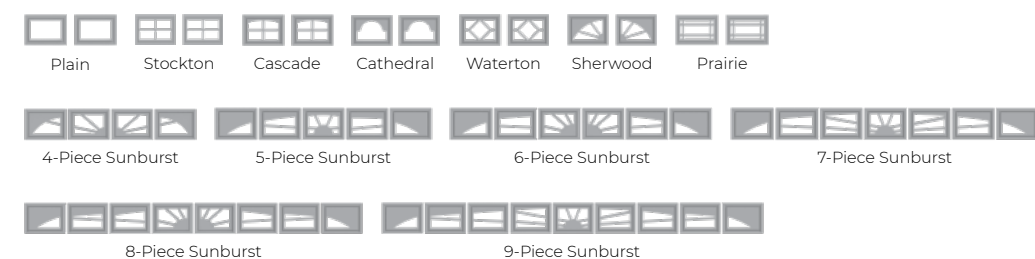 Plain Stockton Cascade Cathedral Waterton Sherwood Prairie
4-Piece Sunburst 5-Piece Sunburst 6-Piece Sunburst 7-Piece Sunburst
8-Piece Sunburst 9-Piece Sunburst